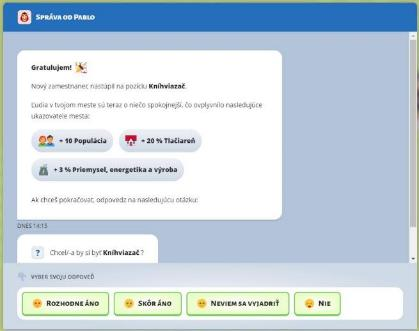 Správa od Pablo
Gratulujem!
Nový zamestnanec nastúpil na pozíciu Kníhviazač.
Ľudia v tvojom meste sú teraz o niečo spokojnejší, čo ovplyvnilo nasledujúce
ukazovatele mesta:
+ 10 Populácia
+ 20 % Tlačiareň
+ 3 % Priemysel, energetika a výroba
Ak chceš pokračovať, odpovedz na nasledujúcu otázku:
DNES 14:15
? Chcel/-a by si byť Kníhviazač ?
Vyber svoju odpoveď
Rozhodne áno
Skôr áno
Neviem sa vyjadriť
Nie